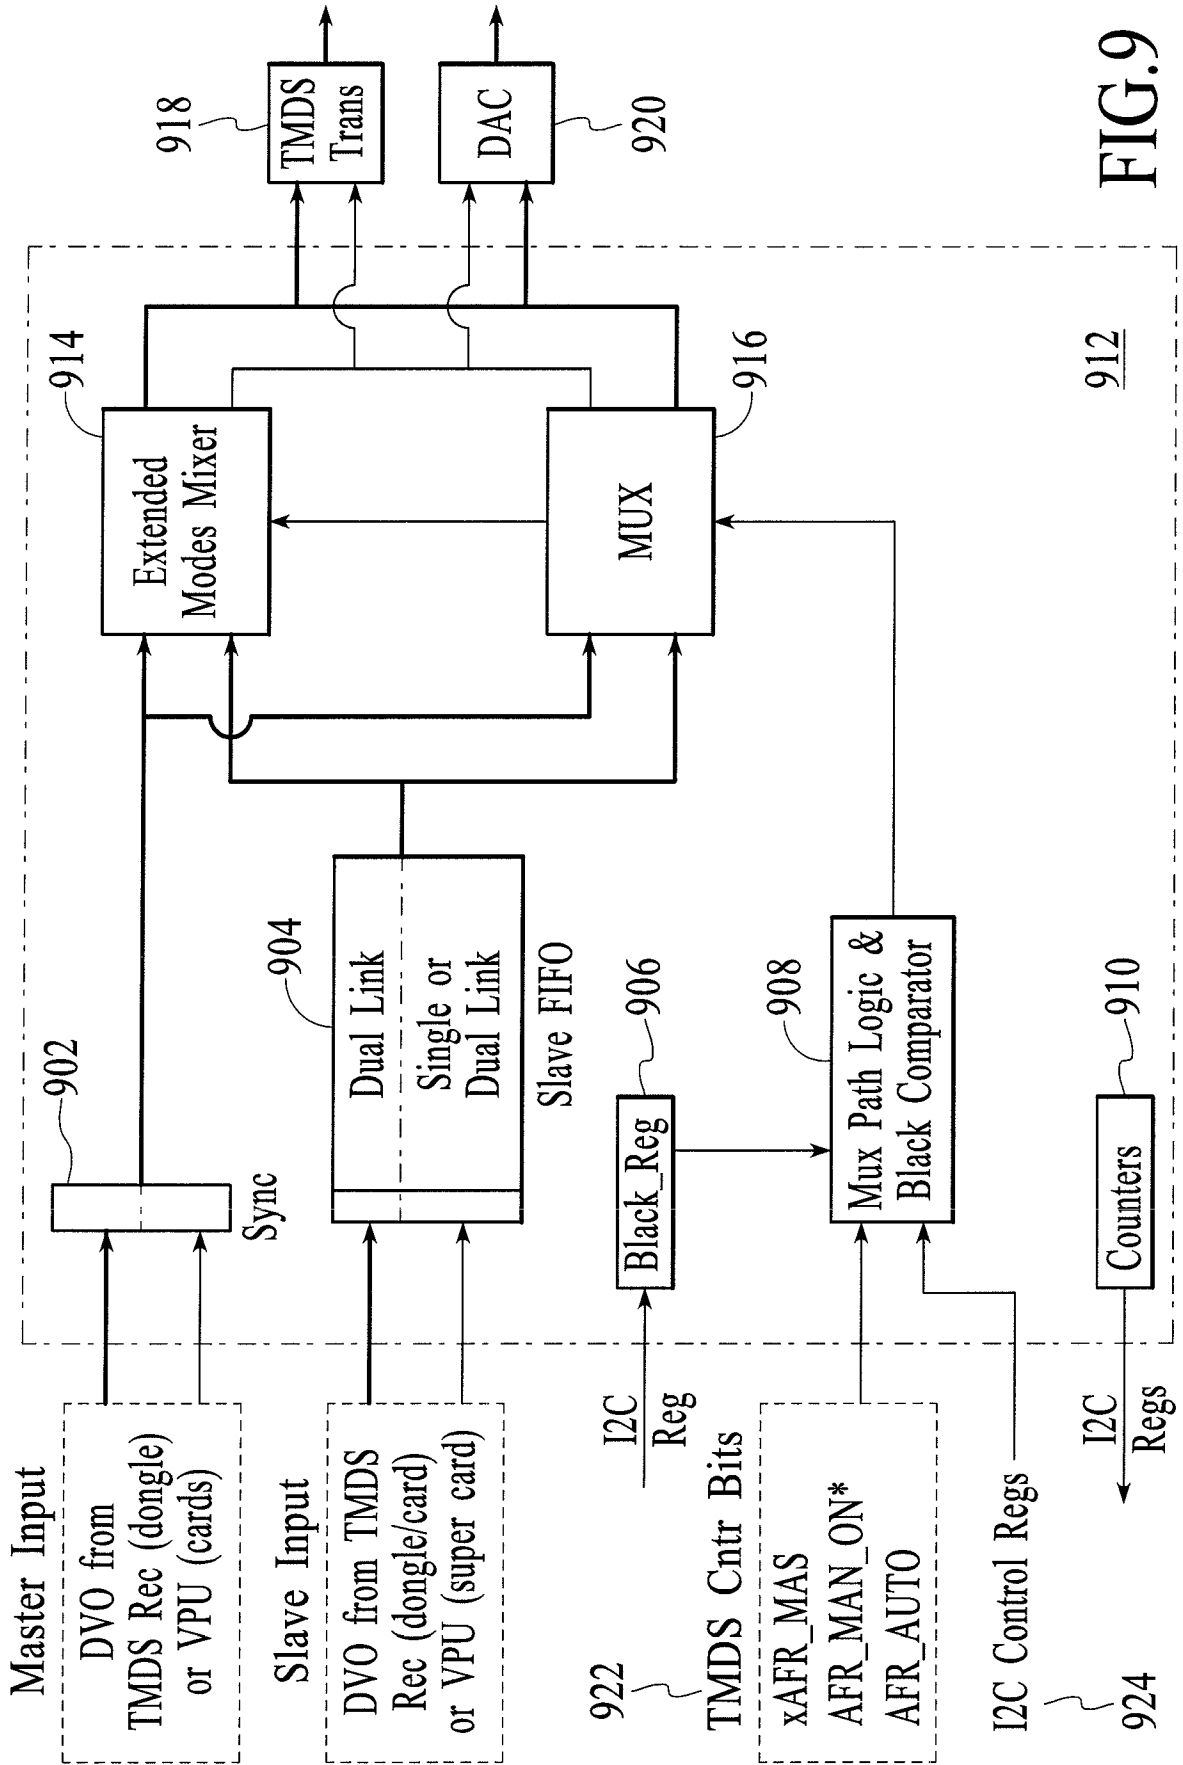 Master Input
DVO from
TMDS Rec (dongle)
or VPU (cards)
Slave Input
DVO from TMDS
Rec (dongle/card)
or VPU (super card)
922
TMDS Cntr Bits
xAFR_MAS
AFR_MAN_ON*
AFR_AUTO
I2C Control Regs
924
I2C
Reg
I2C
Regs
902
Sync
904
Dual Link
Single or
Dual Link
Slave FIFO
906
Black_Reg
908
Mux Path Logic &
Black Comparator
910
Counters
914
Extended
Modes Mixer
916
MUX
912
918
TMDS
Trans
DAC
920
FIG.9